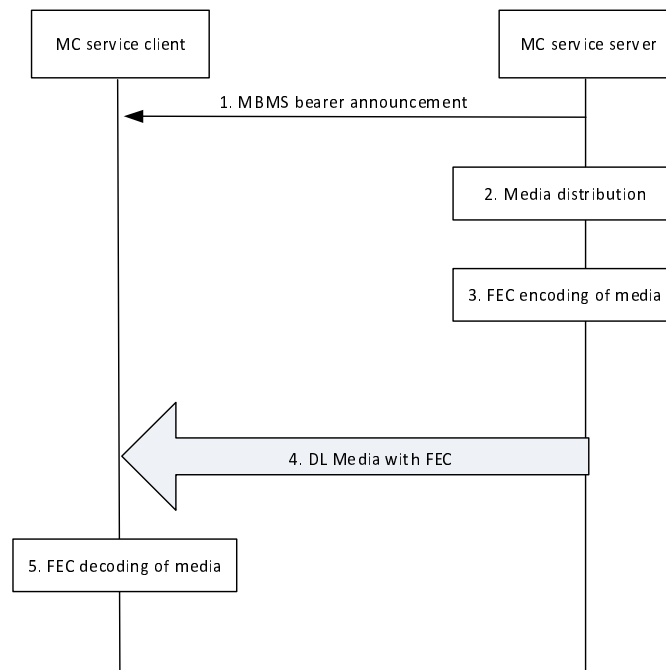 MC service client
MC service server
1. MBMS bearer announcement
2. Media distribution
3. FEC encoding of media
4. DL Media with FEC
5. FEC decoding of media